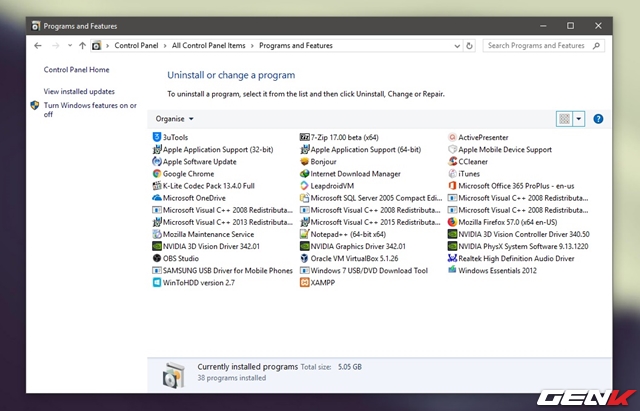 Programs and Features
Control Panel > All Control Panel Items > Programs and Features
Search Programs and Features
Control Panel Home
View installed updates
Turn Windows features on or
off
Uninstall or change a program
To uninstall a program, select it from the list and then click Uninstall, Change or Repair.
Organise
3uTools 7-Zip 17.00 beta (x64) ActivePresenter
Apple Application Support (32-bit) Apple Application Support (64-bit) Apple Mobile Device Support
Apple Software Update Bonjour CCleaner
Google Chrome Internet Download Manager iTunes
K-Lite Codec Pack 13.4.0 Full LeapdroidVM Microsoft Office 365 ProPlus - en-us
Microsoft OneDrive Microsoft SQL Server 2005 Compact Edi... Microsoft Visual C++ 2008 Redistributa...
Microsoft Visual C++ 2008 Redistributa... Microsoft Visual C++ 2008 Redistributa... Microsoft Visual C++ 2008 Redistributa...
Microsoft Visual C++ 2013 Redistributa... Microsoft Visual C++ 2015 Redistributa... Mozilla Firefox 57.0 (x64 en-US)
Mozilla Maintenance Service Notepad++ (64-bit x64) NVIDIA 3D Vision Controller Driver 340.50
NVIDIA 3D Vision Driver 342.01 NVIDIA Graphics Driver 342.01 NVIDIA PhysX System Software 9.13.1220
OBS Studio Oracle VM VirtualBox 5.1.26 Realtek High Definition Audio Driver
SAMSUNG USB Driver for Mobile Phones Windows 7 USB/DVD Download Tool Windows Essentials 2012
WinToHDD version 2.7 XAMPP
Currently installed programs Total size: 5.05 GB
38 programs installed
GENK